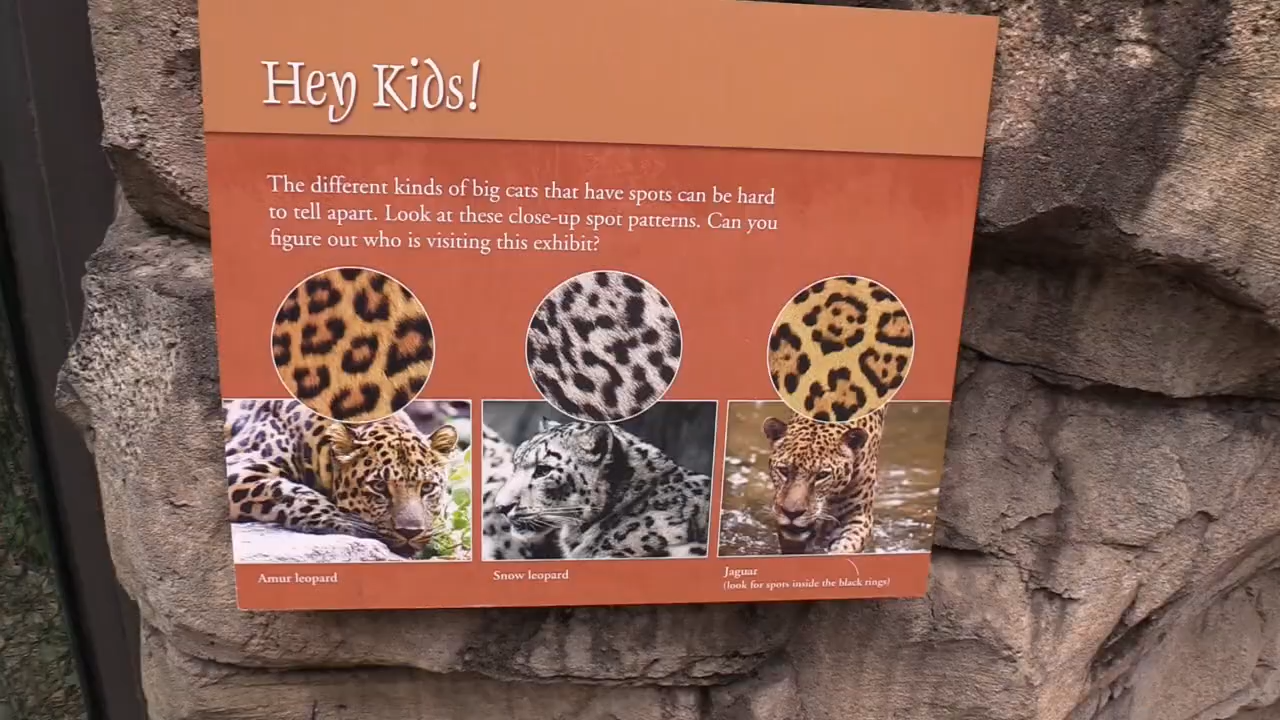 Hey Kids!
The different kinds of big cats that have spots can be hard
to tell apart. Look at these close-up spot patterns. Can you
figure out who is visiting this exhibit?
Amur leopard
Snow leopard
Jaguar
(look for spots inside the black rings)